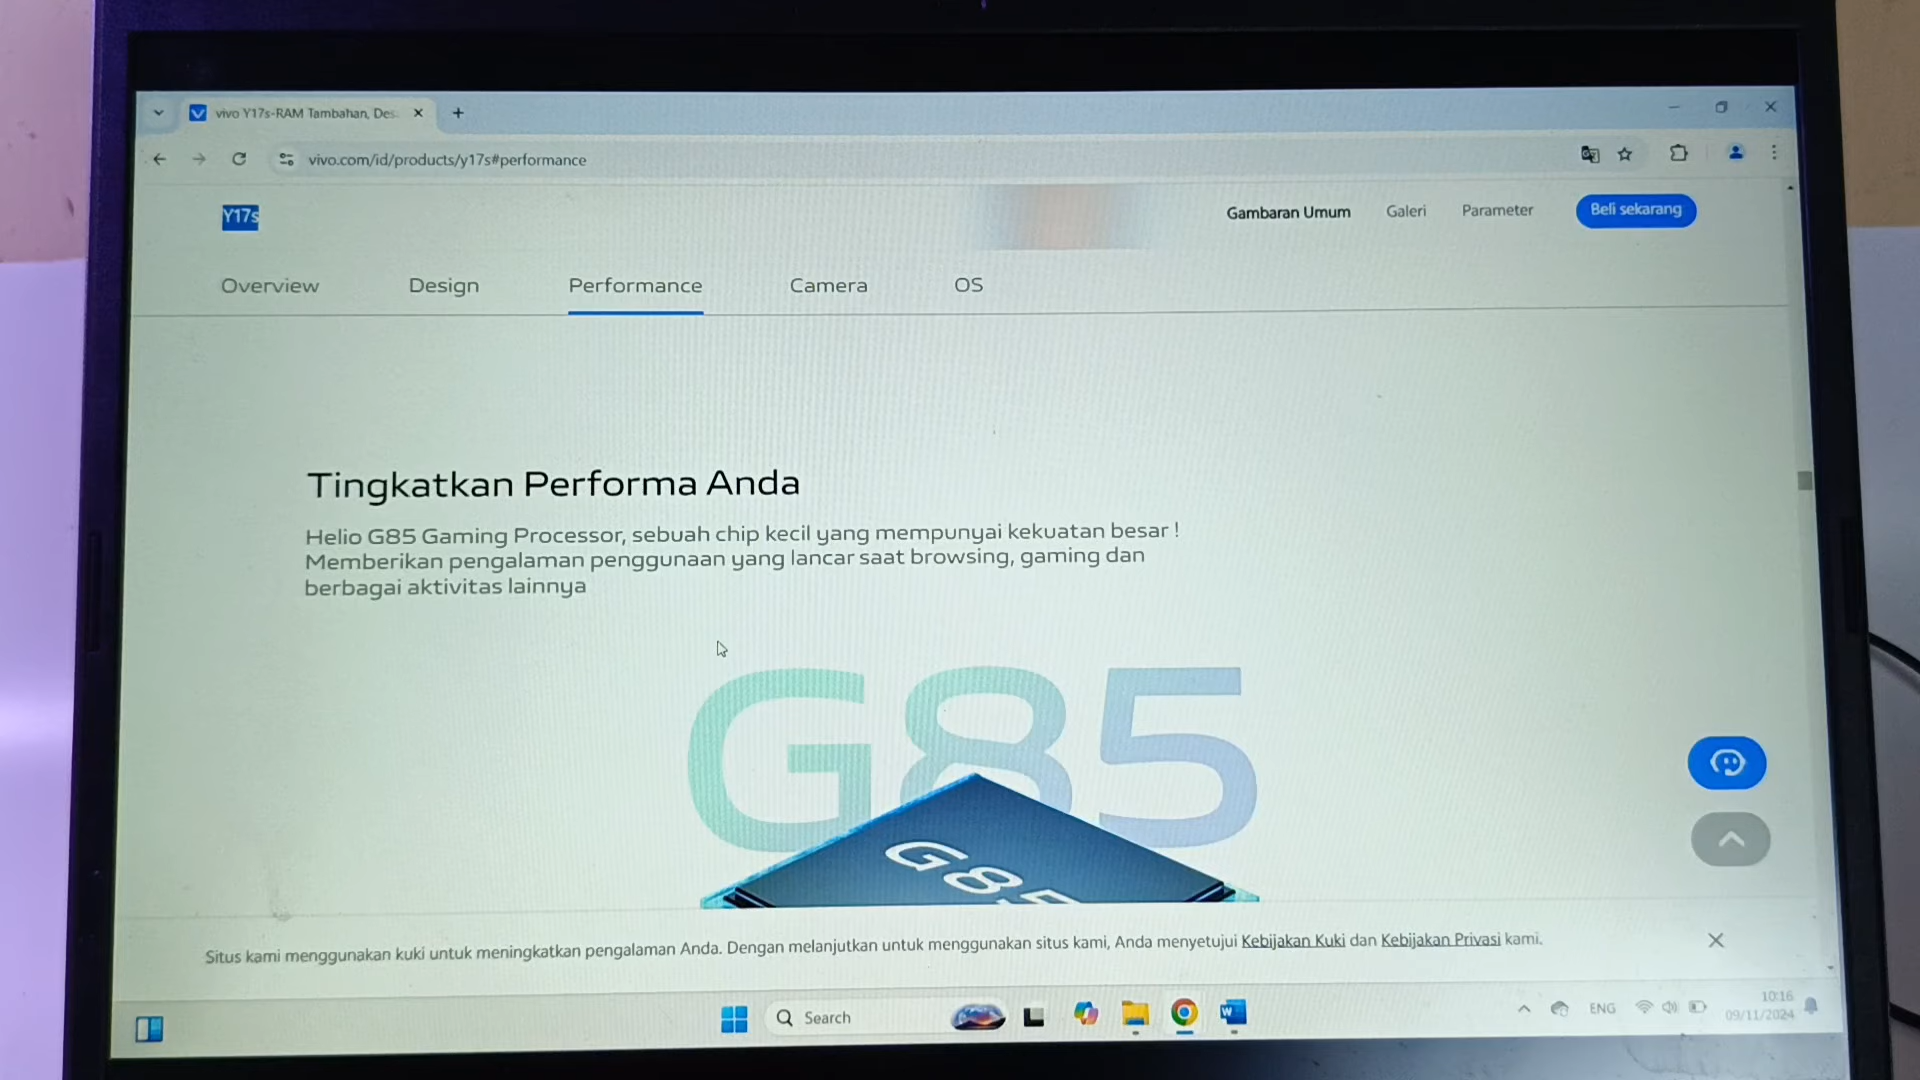 vivo Y17s-RAM Tambahan, Des
vivo.com/id/products/y17s#performance
Y17s
Gambaran Umum
Galeri
Parameter
Beli sekarang
Overview
Design
Performance
Camera
OS
Tingkatkan Performa Anda
Helio G85 Gaming Processor, sebuah chip kecil yang mempunyai kekuatan besar !
Memberikan pengalaman penggunaan yang lancar saat browsing, gaming dan
berbagai aktivitas lainnya
G85
G85
Situs kami menggunakan kuki untuk meningkatkan pengalaman Anda. Dengan melanjutkan untuk menggunakan situs kami, Anda menyetujui Kebijakan Kuki dan Kebijakan Privasi kami.
Search
ENG
10:16
09/11/2024